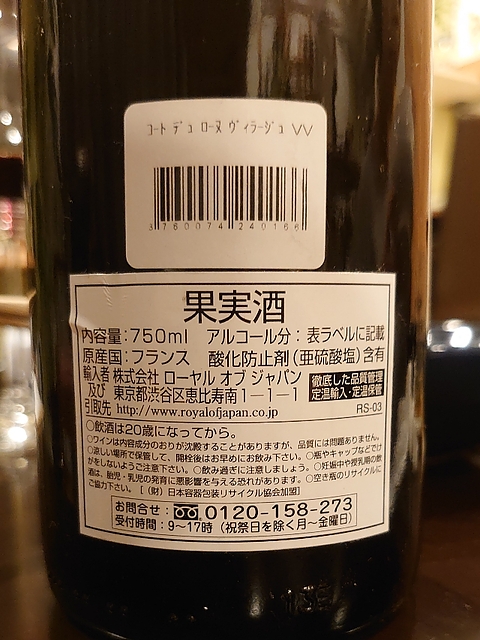 コート デュ ローヌ ヴィラージュ VV
3760074240166
果実酒
内容量:750ml アルコール分:表ラベルに記載
原産国:フランス 酸化防止剤(亜硫酸塩)含有
輸入者 株式会社 ローヤル オブ ジャパン
及び 東京都渋谷区恵比寿南1-1-1
引取先 http://www.royalofjapan.co.jp
徹底した品質管理
定温輸入・定温保管
RS-03
○飲酒は20歳になってから。
○ワインは内容成分のおりが沈殿することがありますが、品質には問題ありません。
○涼しい場所で保管して、開栓後はお早めにお飲み下さい。○瓶やキャップなどでけ
がをしないようご注意下さい。○飲み過ぎに注意しましょう。○妊娠中や授乳期の飲
酒は、胎児・乳児の発育に悪影響を与える恐れがあります。○空き瓶のリサイクルに
ご協力下さい。[(財)日本容器包装リサイクル協会加盟]
お問合せ:0120-158-273
受付時間:9~17時(祝祭日を除く月~金曜日)